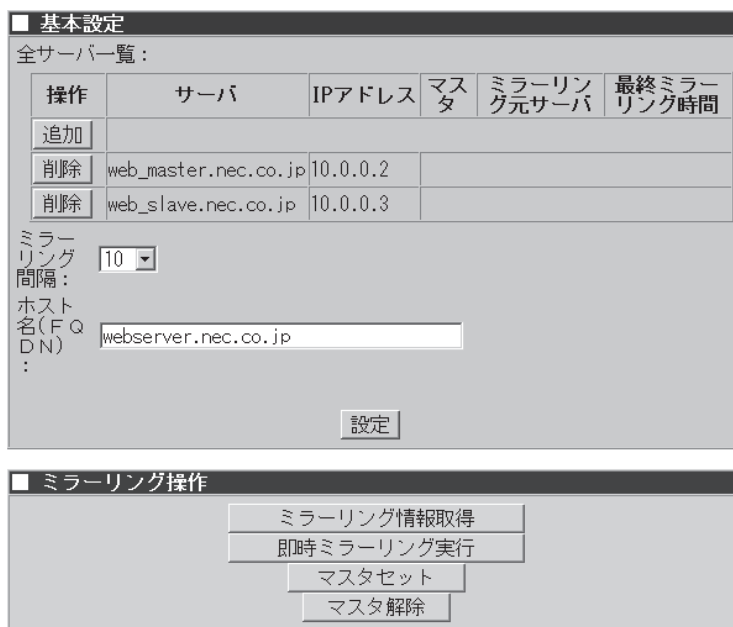 ■ 基本設定
全サーバ一覧：
操作 サーバ IPアドレス マスタ ミラーリング元サーバ 最終ミラーリング時間
追加
削除 web_master.nec.co.jp 10.0.0.2
削除 web_slave.nec.co.jp 10.0.0.3
ミラー
リング
間隔：
10
ホスト
名(ＦＱ
ＤＮ)
：
webserver.nec.co.jp
設定
■ ミラーリング操作
ミラーリング情報取得
即時ミラーリング実行
マスタセット
マスタ解除